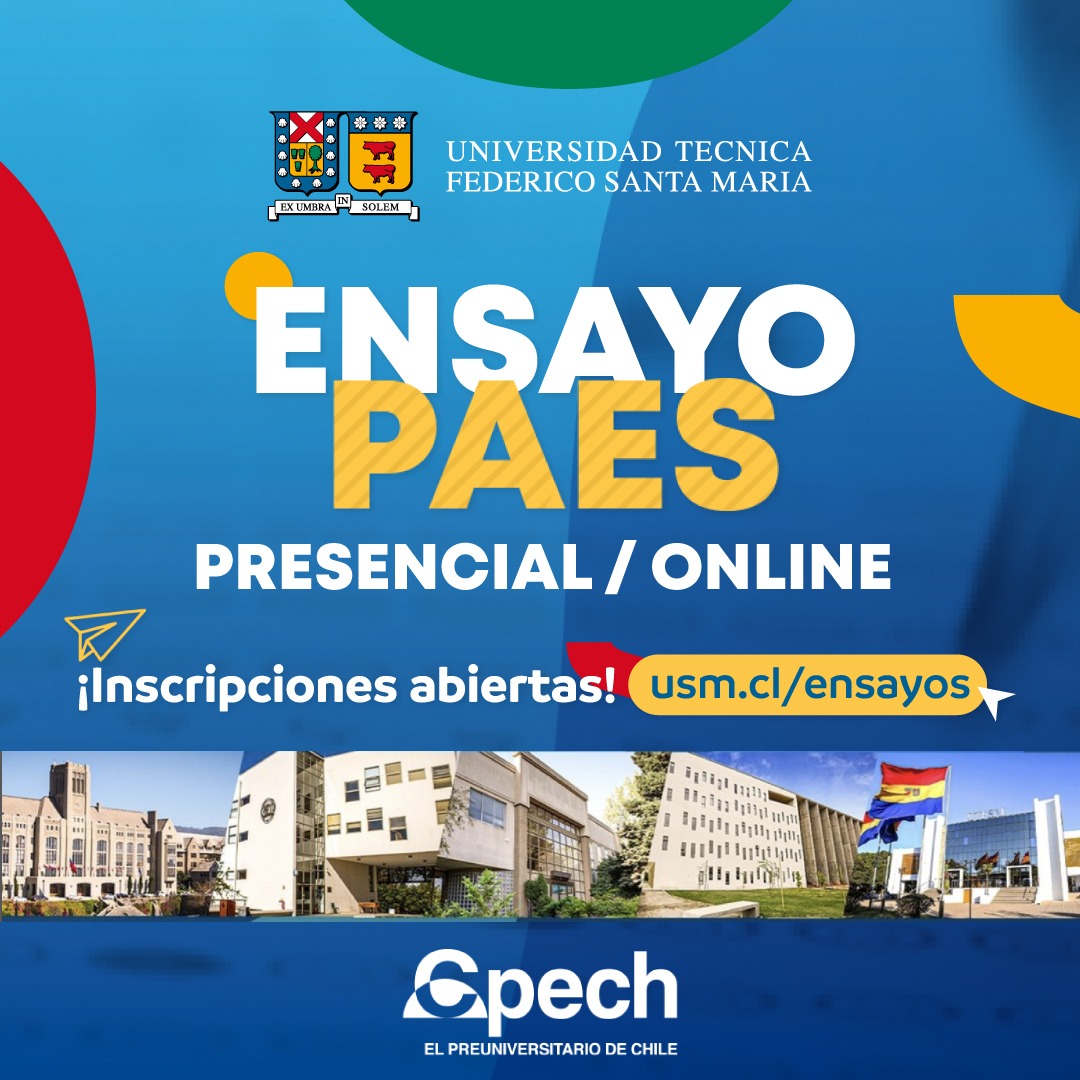 EX UMBRA IN SOLEM
UNIVERSIDAD TECNICA
FEDERICO SANTA MARIA
ENSAYO
PAES
PRESENCIAL / ONLINE
¡Inscripciones abiertas! usm.cl/ensayos
Cpech
EL PREUNIVERSITARIO DE CHILE